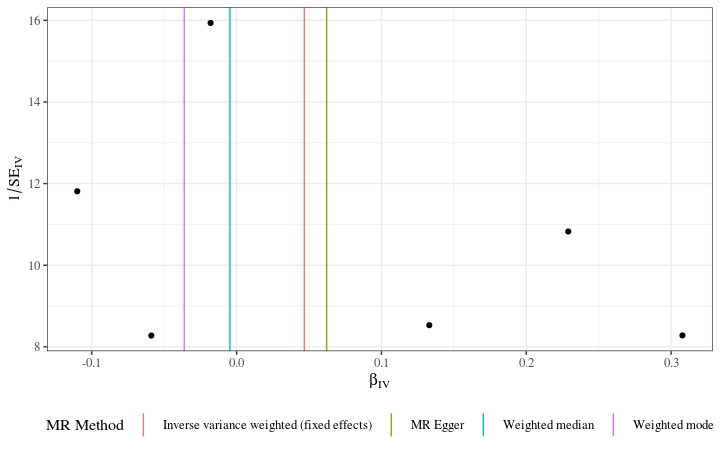 16
14
12
10
8
1/SE_IV
-0.1 0.0 0.1 0.2 0.3
β_IV
MR Method Inverse variance weighted (fixed effects) MR Egger Weighted median Weighted mode